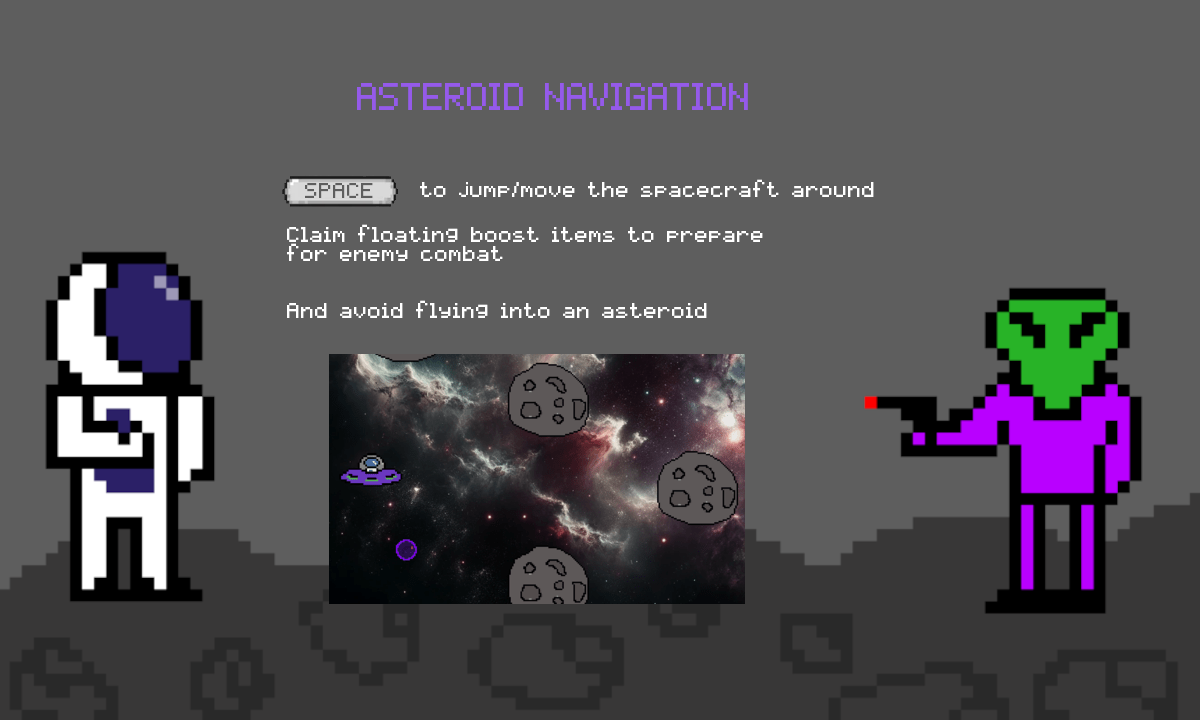 ASTEROID NAVIGATION
SPACE to jump/move the spacecraft around
Claim floating boost items to prepare
for enemy combat
And avoid flying into an asteroid